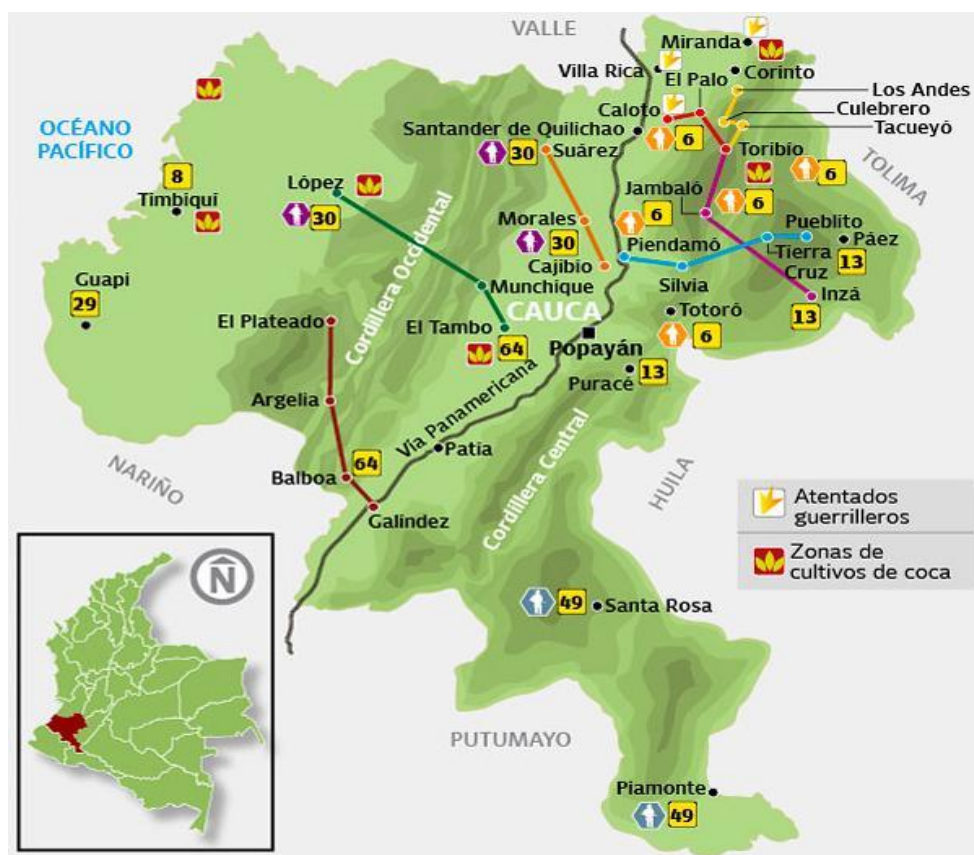 VALLE
Miranda
Villa Rica
El Palo
Corinto
Los Andes
Culebrero
Tacueyó
Caloto
OCÉANO
PACÍFICO
Santander de Quilichao
6
30
Suárez
Toribío
6
TOLIMA
8
Timbiquí
López
30
Jambaló
6
6
Morales
30
Pueblito
Piendamó
Tierra
Cruz
Páez
13
Guapi
29
Cajibio
Munchique
Silvia
Inzá
13
CAUCA
Totoró
6
El Plateado
Cordillera Occidental
El Tambo
64
Popayán
Puracé
13
Argelia
Vía Panamericana
Patía
NARIÑO
Balboa
64
Cordillera Central
HUILA
Galindez
Atentados
guerrilleros
Zonas de
cultivos de coca
N
49
Santa Rosa
PUTUMAYO
Piamonte
49